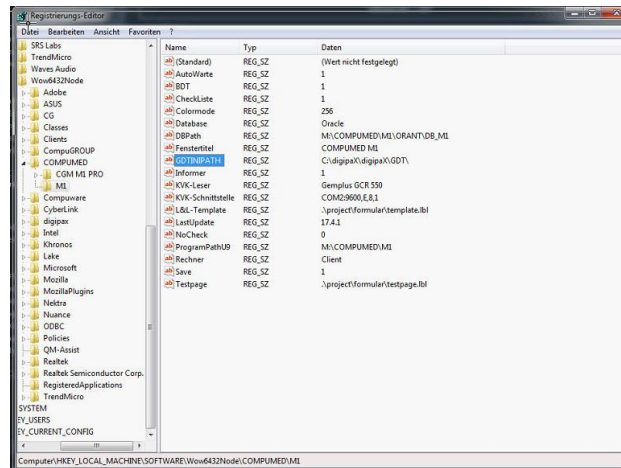 Registrierungs-Editor
Datei Bearbeiten Ansicht Favoriten ?
SRS Labs
TrendMicro
Waves Audio
Wow6432Node
Adobe
ASUS
CG
Classes
Clients
CompuGROUP
COMPUMED
CGM M1 PRO
M1
Compuware
CyberLink
digipax
Intel
Khronos
Lake
Microsoft
Mozilla
MozillaPlugins
Nektra
Nuance
ODBC
Policies
QM-Assist
Realtek
Realtek Semiconductor Corp.
RegisteredApplications
TrendMicro
SYSTEM
EY_USERS
EY_CURRENT_CONFIG
Name Typ Daten
(Standard) REG_SZ (Wert nicht festgelegt)
AutoWarte REG_SZ 1
BDT REG_SZ 1
CheckListe REG_SZ 1
Colormode REG_SZ 256
Database REG_SZ Oracle
DBPath REG_SZ M:\COMPUMED\M1\ORANT\DB_M1
Fenstertitel REG_SZ COMPUMED M1
GDTINIPATH REG_SZ C:\digipaX\digipaX\GDT\
Informer REG_SZ 1
KVK-Leser REG_SZ Gemplus GCR 550
KVK-Schnittstelle REG_SZ COM2:9600,E,8,1
L&L-Template REG_SZ .\project\formular\template.lbl
LastUpdate REG_SZ 17.4.1
NoCheck REG_SZ 0
ProgramPathU9 REG_SZ M:\COMPUMED\M1
Rechner REG_SZ Client
Save REG_SZ 1
Testpage REG_SZ .\project\formular\testpage.lbl
Computer\HKEY_LOCAL_MACHINE\SOFTWARE\Wow6432Node\COMPUMED\M1